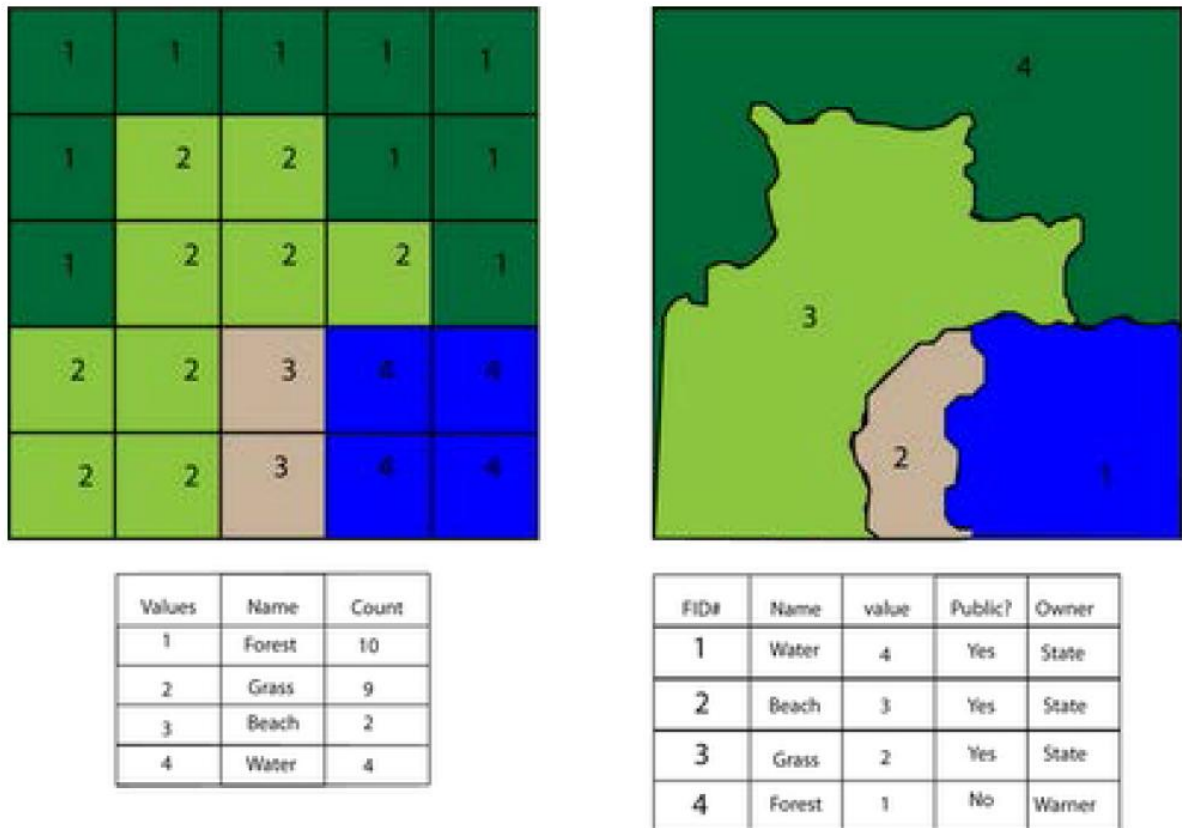 1 1 1 1 1
1 2 2 1 1
1 2 2 2 1
2 2 3 4 4
2 2 3 4 4
4
3
2
1
Values Name Count
1 Forest 10
2 Grass 9
3 Beach 2
4 Water 4
FID# Name value Public? Owner
1 Water 4 Yes State
2 Beach 3 Yes State
3 Grass 2 Yes State
4 Forest 1 No Warner